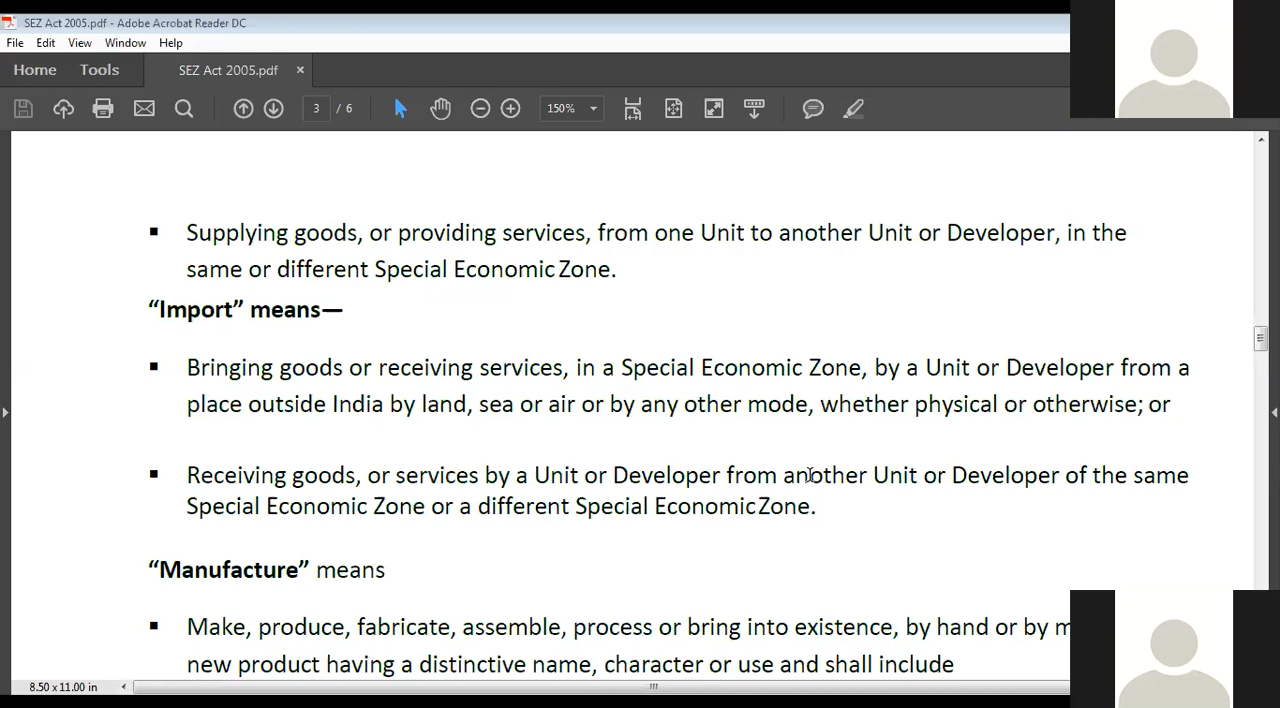 SEZ Act 2005.pdf - Adobe Acrobat Reader DC
File Edit View Window Help
Home Tools SEZ Act 2005.pdf ×
3 / 6 150%
▪ Supplying goods, or providing services, from one Unit to another Unit or Developer, in the
same or different Special Economic Zone.
“Import” means—
▪ Bringing goods or receiving services, in a Special Economic Zone, by a Unit or Developer from a
place outside India by land, sea or air or by any other mode, whether physical or otherwise; or
▪ Receiving goods, or services by a Unit or Developer from another Unit or Developer of the same
Special Economic Zone or a different Special Economic Zone.
“Manufacture” means
▪ Make, produce, fabricate, assemble, process or bring into existence, by hand or by m
new product having a distinctive name, character or use and shall include
8.50 x 11.00 in